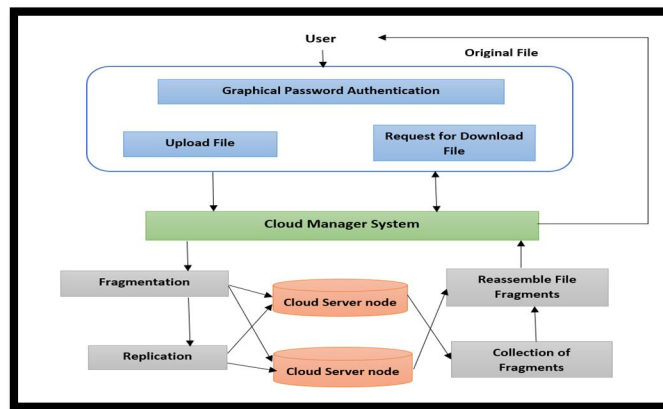 User
Original File
Graphical Password Authentication
Upload File
Request for Download
File
Cloud Manager System
Fragmentation
Cloud Server node
Reassemble File
Fragments
Replication
Cloud Server node
Collection of
Fragments